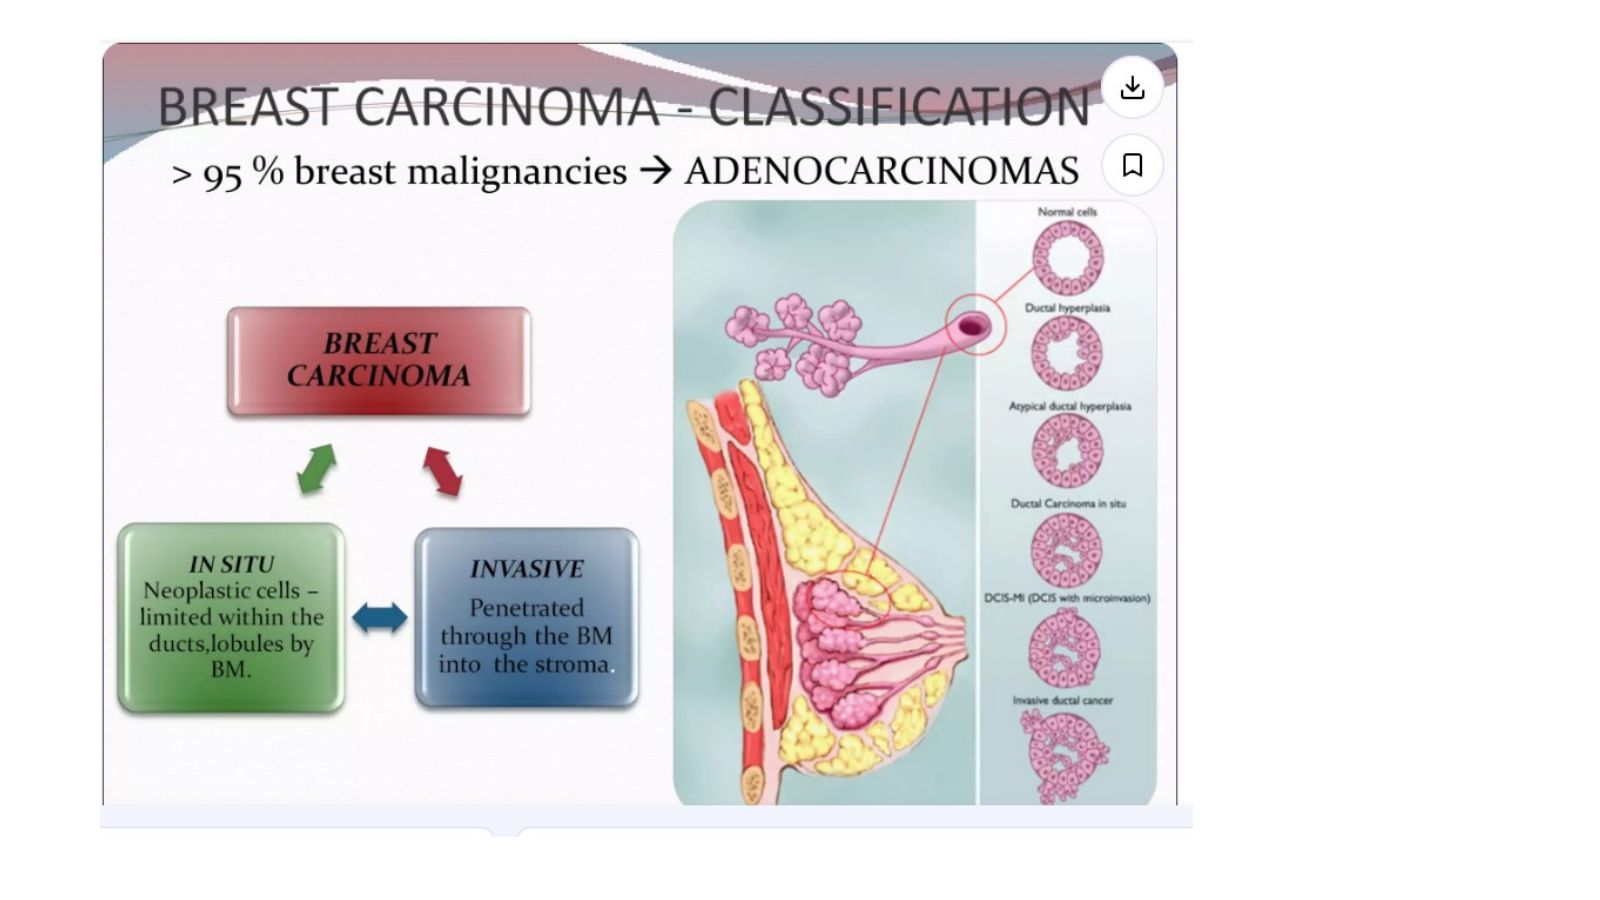 BREAST CARCINOMA - CLASSIFICATION
> 95 % breast malignancies → ADENOCARCINOMAS
BREAST
CARCINOMA
IN SITU
Neoplastic cells –
limited within the
ducts,lobules by
BM.
INVASIVE
Penetrated
through the BM
into the stroma.
Normal cells
Ductal hyperplasia
Atypical ductal hyperplasia
Ductal Carcinoma in situ
DCIS-MI (DCIS with microinvasion)
Invasive ductal cancer